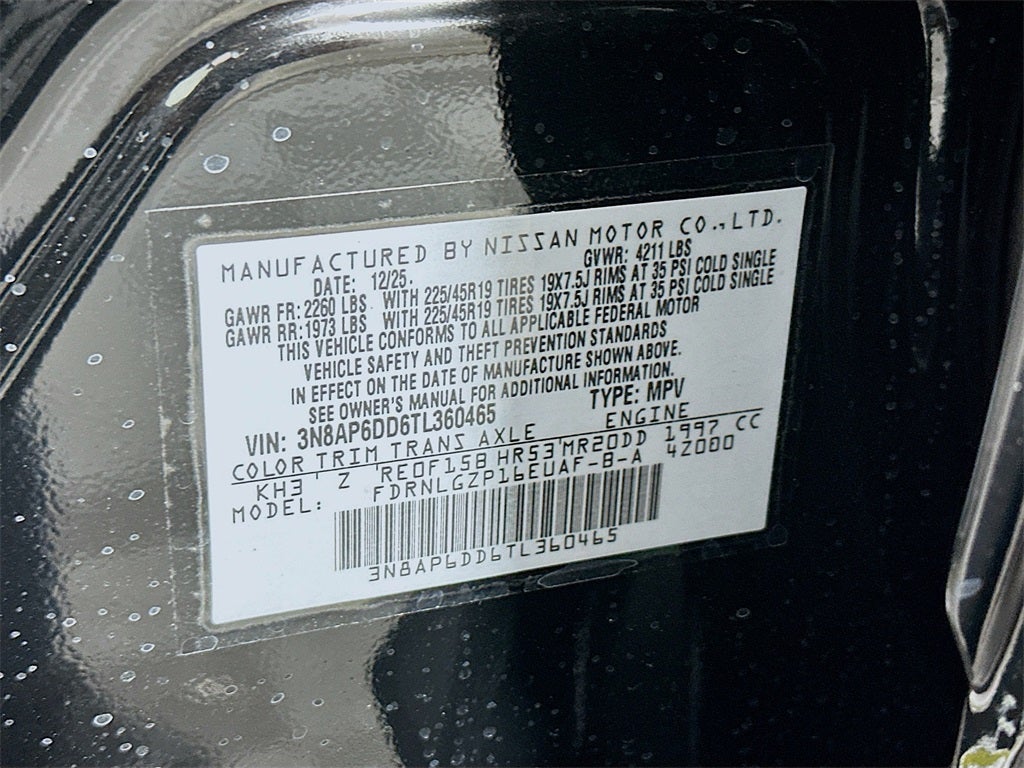 MANUFACTURED BY NISSAN MOTOR CO.,LTD.
DATE: 12/25. GVWR: 4211 LBS
GAWR FR: 2260 LBS WITH 225/45R19 TIRES 19X7.5J RIMS AT 35 PSI COLD SINGLE
GAWR RR: 1973 LBS WITH 225/45R19 TIRES 19X7.5J RIMS AT 35 PSI COLD SINGLE
THIS VEHICLE CONFORMS TO ALL APPLICABLE FEDERAL MOTOR
VEHICLE SAFETY AND THEFT PREVENTION STANDARDS
IN EFFECT ON THE DATE OF MANUFACTURE SHOWN ABOVE.
SEE OWNER'S MANUAL FOR ADDITIONAL INFORMATION.
VIN: 3N8AP6DD6TL360465 TYPE: MPV
COLOR TRIM TRANS AXLE ENGINE
KH3 ' Z 'RE0F15B HR53'MR20DD 1997 CC
MODEL: FDRNLGZP16EUAF-B-A 4Z000
3N8AP6DD6TL360465